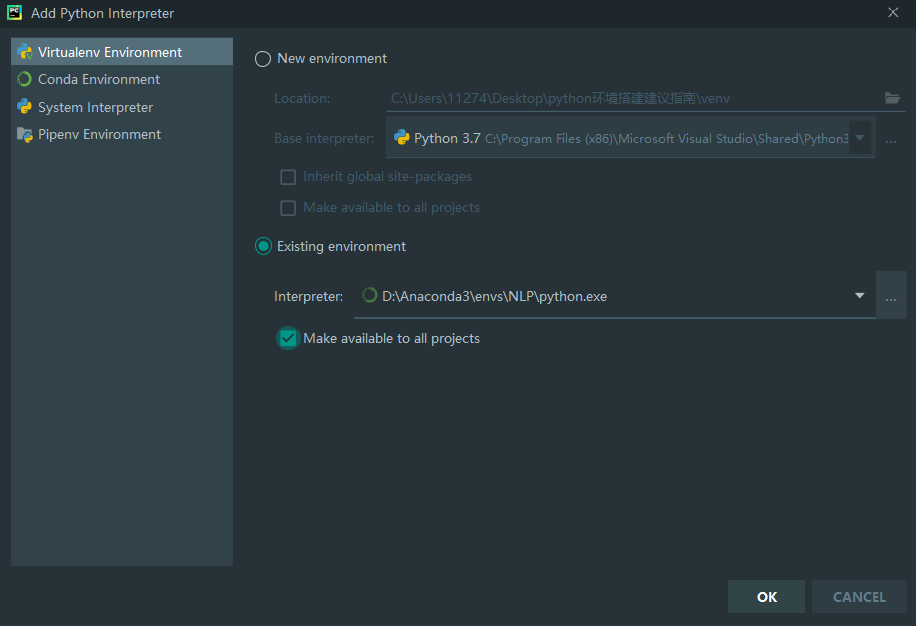 Add Python Interpreter
Virtualenv Environment
Conda Environment
System Interpreter
Pipenv Environment
New environment
Location: C:\Users\11274\Desktop\python环境搭建建议指南\venv
Base interpreter: Python 3.7 C:\Program Files (x86)\Microsoft Visual Studio\Shared\Python3
...
Inherit global site-packages
Make available to all projects
Existing environment
Interpreter: D:\Anaconda3\envs\NLP\python.exe
...
Make available to all projects
OK CANCEL